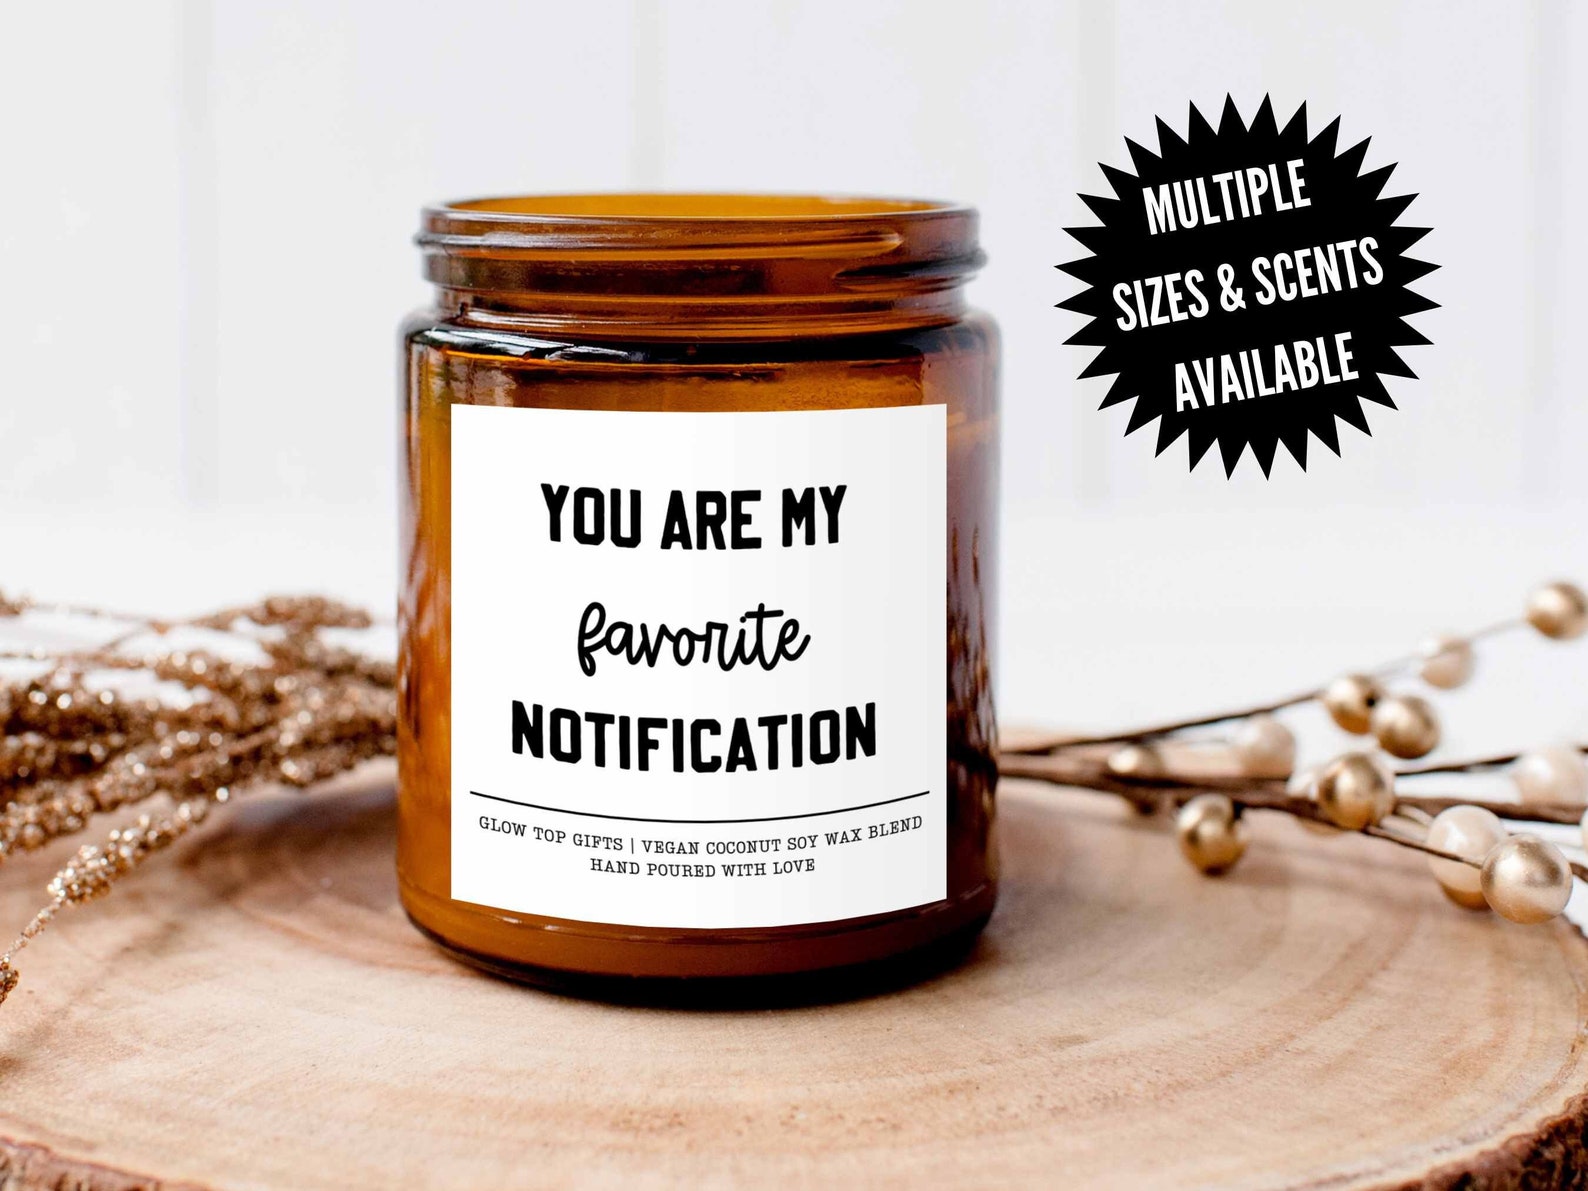 YOU ARE MY
favorite
NOTIFICATION
GLOW TOP GIFTS | VEGAN COCONUT SOY WAX BLEND
HAND POURED WITH LOVE
MULTIPLE
SIZES & SCENTS
AVAILABLE